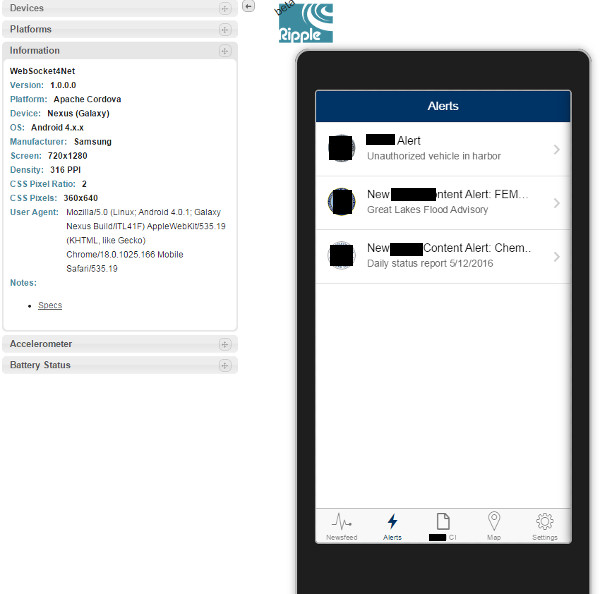 Devices
Platforms
Information
WebSocket4Net
Version: 1.0.0.0
Platform: Apache Cordova
Device: Nexus (Galaxy)
OS: Android 4.x.x
Manufacturer: Samsung
Screen: 720x1280
Density: 316 PPI
CSS Pixel Ratio: 2
CSS Pixels: 360x640
User Agent: Mozilla/5.0 (Linux; Android 4.0.1; Galaxy
Nexus Build/ITL41F) AppleWebKit/535.19
(KHTML, like Gecko)
Chrome/18.0.1025.166 Mobile
Safari/535.19
Notes:
Specs
Accelerometer
Battery Status
beta
Ripple
Alerts
Alert
Unauthorized vehicle in harbor
New ntent Alert: FEM...
Great Lakes Flood Advisory
New Content Alert: Chem..
Daily status report 5/12/2016
Newsfeed
Alerts
CI
Map
Settings